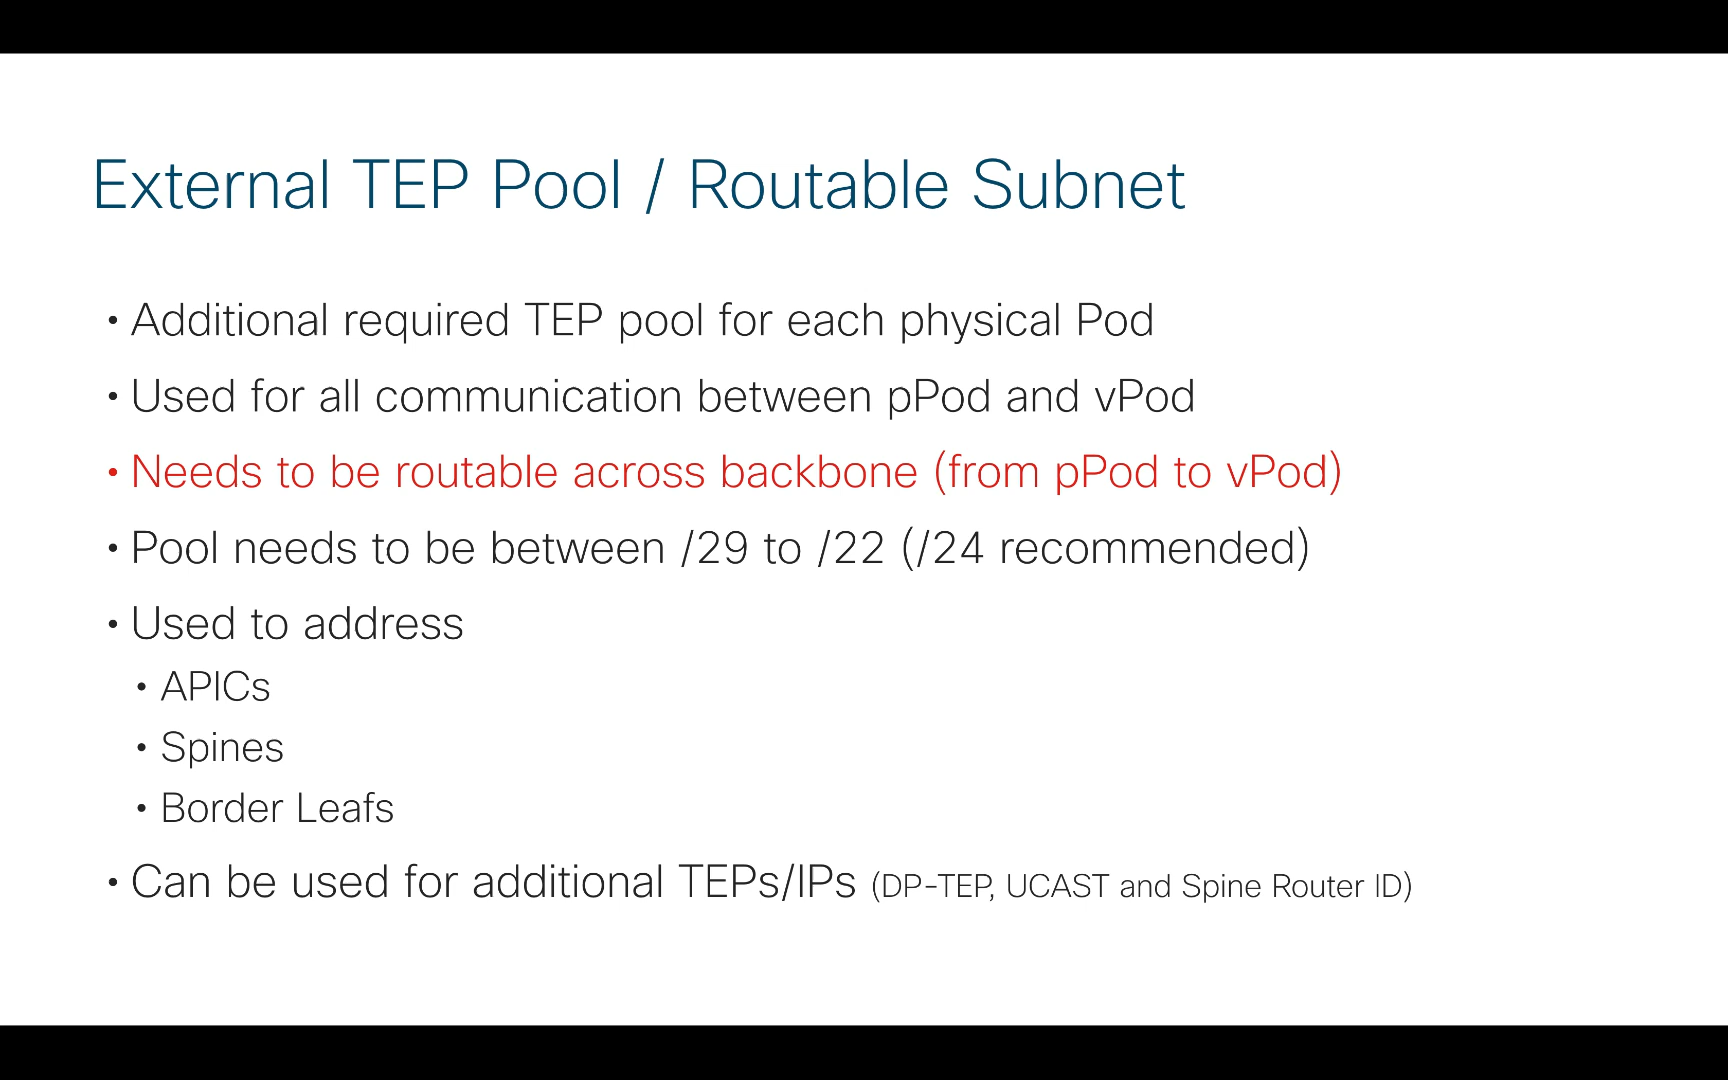 External TEP Pool / Routable Subnet
• Additional required TEP pool for each physical Pod
• Used for all communication between pPod and vPod
• Needs to be routable across backbone (from pPod to vPod)
• Pool needs to be between /29 to /22 (/24 recommended)
• Used to address
• APICs
• Spines
• Border Leafs
• Can be used for additional TEPs/IPs (DP-TEP, UCAST and Spine Router ID)